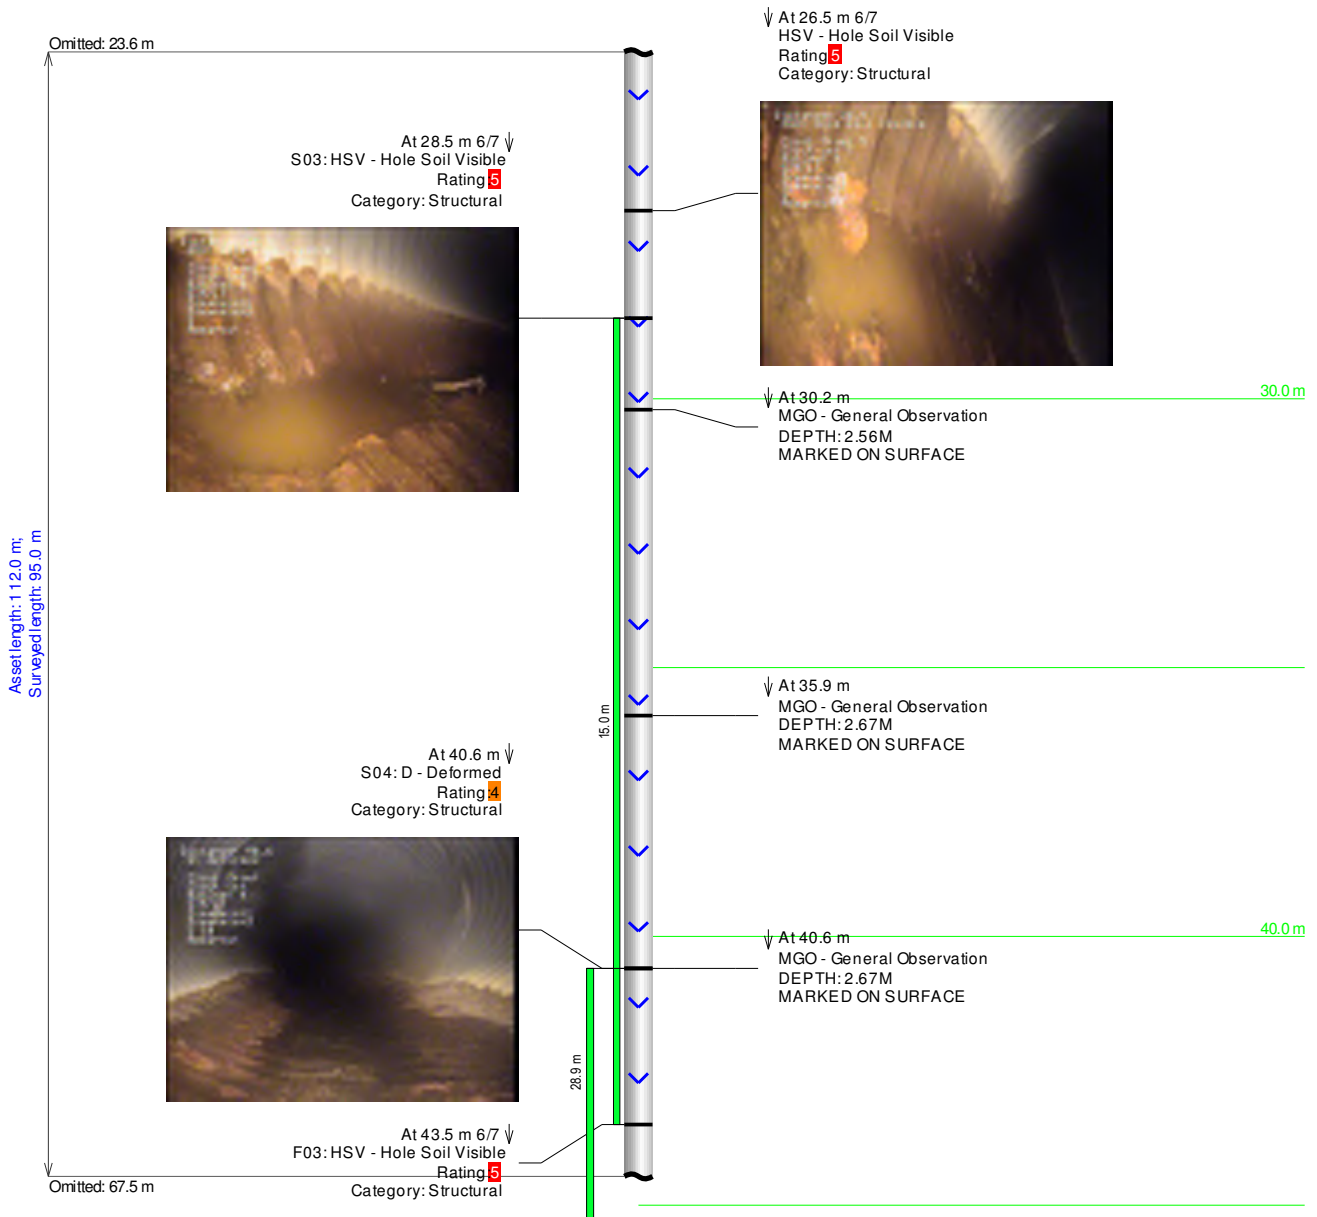 Omitted: 23.6 m
At 26.5 m 6/7
HSV - Hole Soil Visible
Rating 5
Category: Structural
At 28.5 m 6/7
S03: HSV - Hole Soil Visible
Rating 5
Category: Structural
30.0 m
At 30.2 m
MGO - General Observation
DEPTH: 2.56M
MARKED ON SURFACE
Asset length: 112.0 m;
Surveyed length: 95.0 m
At 35.9 m
MGO - General Observation
DEPTH: 2.67M
MARKED ON SURFACE
15.0 m
At 40.6 m
S04: D - Deformed
Rating: 4
Category: Structural
40.0 m
At 40.6 m
MGO - General Observation
DEPTH: 2.67M
MARKED ON SURFACE
28.9 m
At 43.5 m 6/7
F03: HSV - Hole Soil Visible
Rating 5
Category: Structural
Omitted: 67.5 m